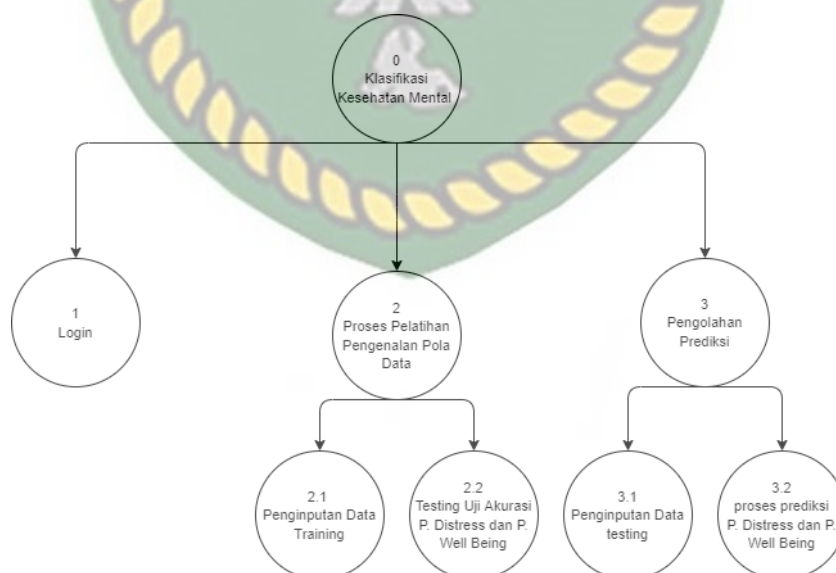 0
Klasifikasi
Kesehatan Mental
1
Login
2
Proses Pelatihan
Pengenalan Pola
Data
3
Pengolahan
Prediksi
2.1
Penginputan Data
Training
2.2
Testing Uji Akurasi
P. Distress dan P.
Well Being
3.1
Penginputan Data
testing
3.2
proses prediksi
P. Distress dan P.
Well Being